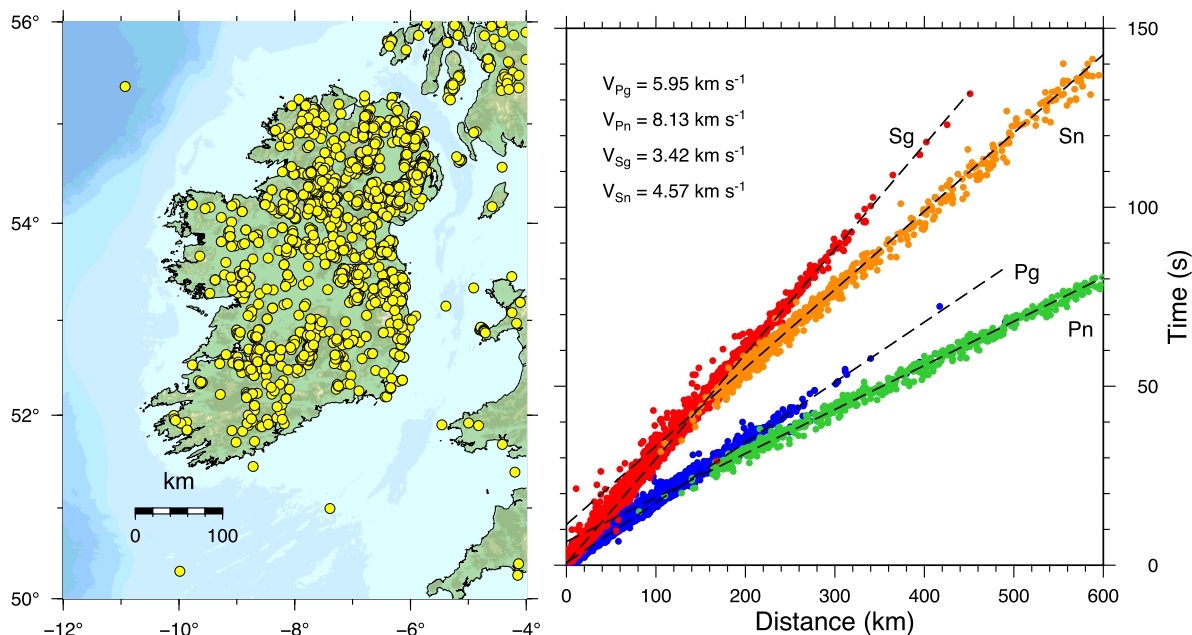 56°
54°
52°
50°
−12°
−10°
−8°
−6°
−4°
km
0 100
V_Pg = 5.95 km s⁻¹
V_Pn = 8.13 km s⁻¹
V_Sg = 3.42 km s⁻¹
V_Sn = 4.57 km s⁻¹
Sg
Sn
Pg
Pn
150
100
50
0
Time (s)
0 100 200 300 400 500 600
Distance (km)